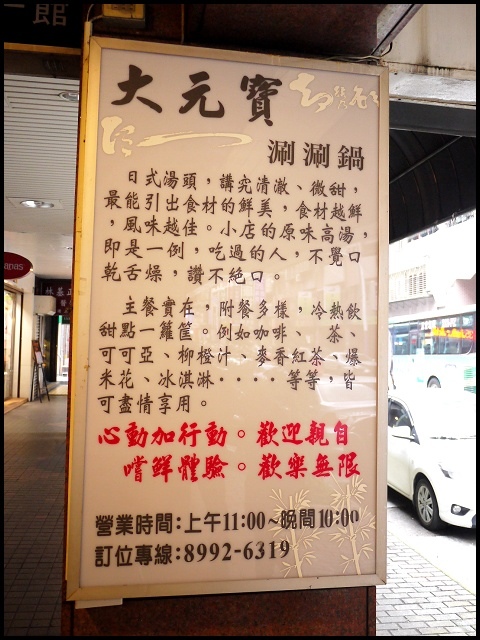 一館
大元寶
涮涮鍋
日式湯頭，講究清澈、微甜，
最能引出食材的鮮美，食材越鮮
，風味越佳。小店的原味高湯，
即是一例，吃過的人，不覺口
乾舌燥，讚不絕口。
主餐實在，附餐多樣，冷熱飲
甜點一籮筐。例如咖啡、 茶、
可可亞、柳橙汁、麥香紅茶、爆
米花、冰淇淋‧‧‧‧等等，皆
可盡情享用。
心動加行動。歡迎親自
嚐鮮體驗。歡樂無限
營業時間：上午11:00~晚間10:00
訂位專線：8992-6319